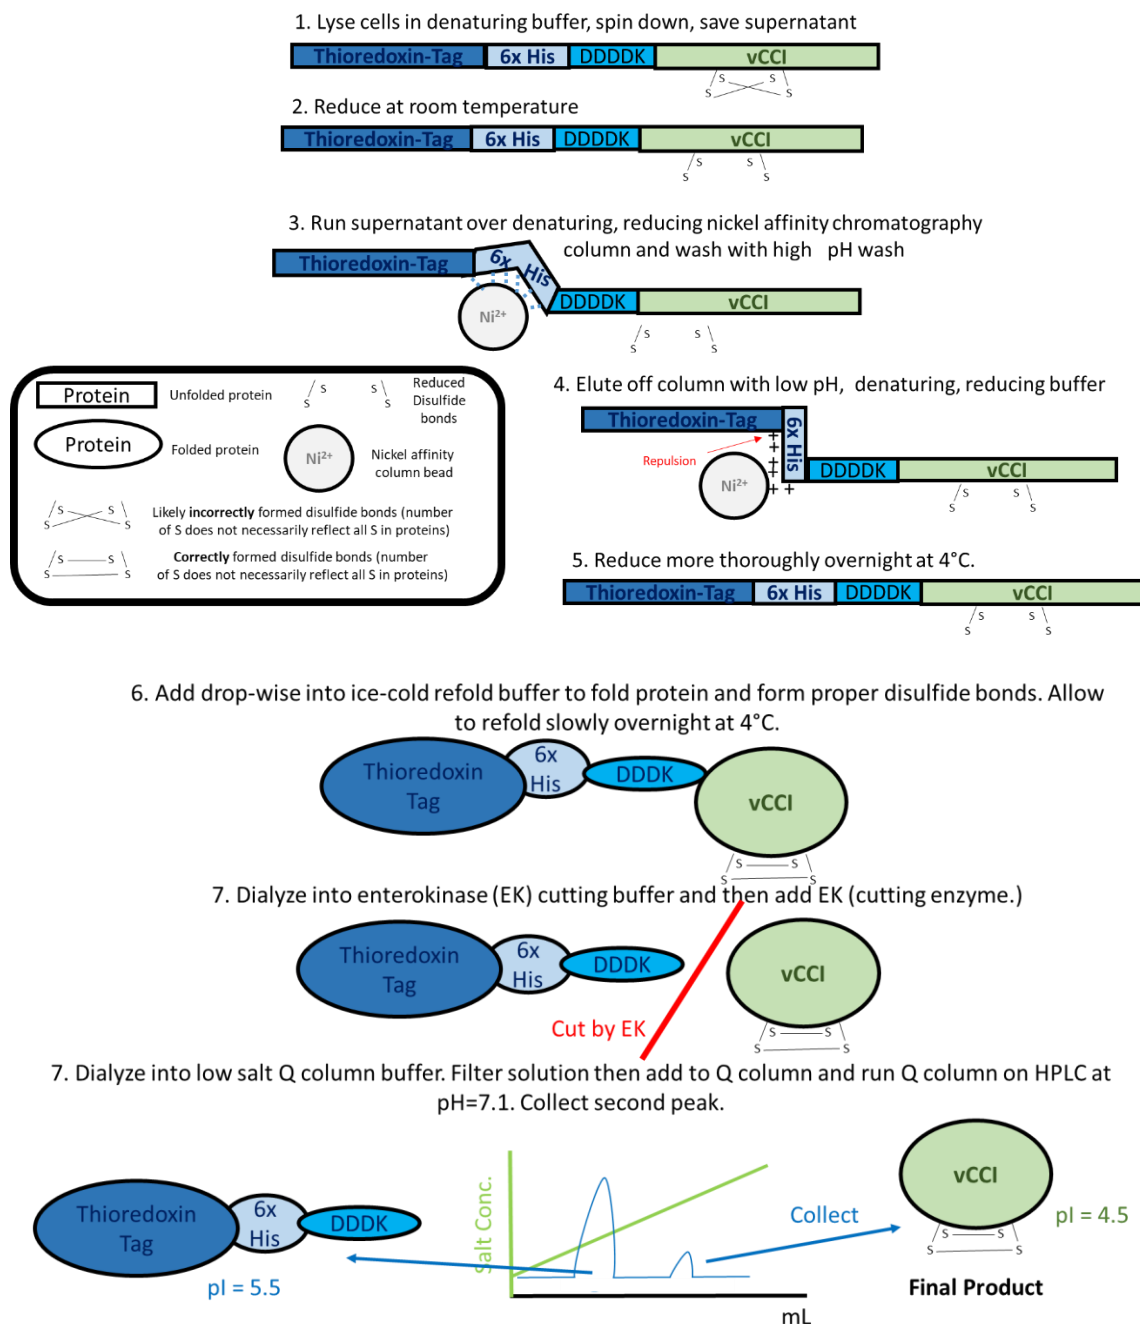 1. Lyse cells in denaturing buffer, spin down, save supernatant
Thioredoxin-Tag 6x His DDDDK vCCI
S S
S S
2. Reduce at room temperature
Thioredoxin-Tag 6x His DDDDK vCCI
S S
S S
3. Run supernatant over denaturing, reducing nickel affinity chromatography
column and wash with high pH wash
Thioredoxin-Tag 6x His DDDDK vCCI
Ni2+
S S
S S
Protein Unfolded protein
S S
S S
Reduced
Disulfide
bonds
Protein Folded protein
Ni2+
Nickel affinity
column bead
S S
S S
Likely incorrectly formed disulfide bonds (number
of S does not necessarily reflect all S in proteins)
S S
S S
Correctly formed disulfide bonds (number
of S does not necessarily reflect all S in proteins)
4. Elute off column with low pH, denaturing, reducing buffer
Thioredoxin-Tag 6x His DDDDK vCCI
+
+
++
++
+ +
Repulsion
Ni2+
S S
S S
5. Reduce more thoroughly overnight at 4°C.
Thioredoxin-Tag 6x His DDDDK vCCI
S S
S S
6. Add drop-wise into ice-cold refold buffer to fold protein and form proper disulfide bonds. Allow
to refold slowly overnight at 4°C.
Thioredoxin
Tag
6x
His
DDDK
vCCI
S S
S S
7. Dialyze into enterokinase (EK) cutting buffer and then add EK (cutting enzyme.)
Thioredoxin
Tag
6x
His
DDDK
vCCI
S S
S S
Cut by EK
7. Dialyze into low salt Q column buffer. Filter solution then add to Q column and run Q column on HPLC at
pH=7.1. Collect second peak.
Thioredoxin
Tag
6x
His
DDDK
pI = 5.5
Salt Conc.
mL
Collect
vCCI
S S
S S
pI = 4.5
Final Product